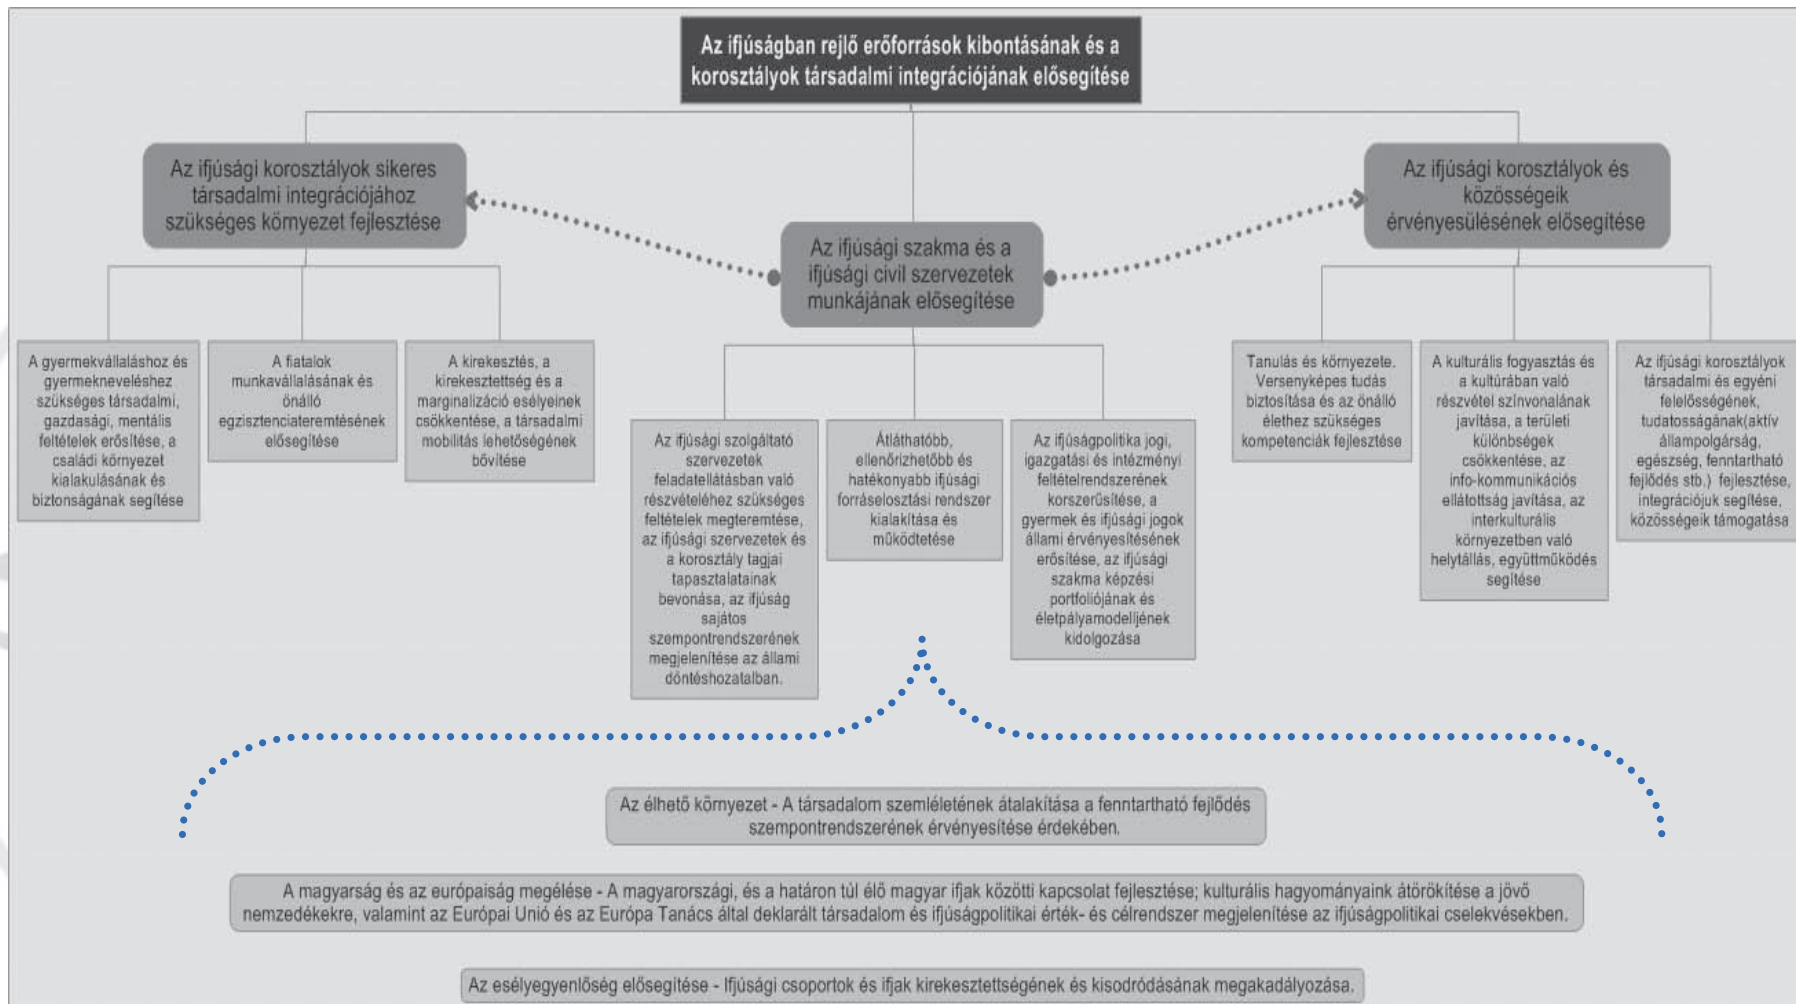 Az ifjúságban rejlő erőforrások kibontásának és a
korosztályok társadalmi integrációjának elősegítése
Az ifjúsági korosztályok sikeres
társadalmi integrációjához
szükséges környezet fejlesztése
Az ifjúsági szakma és a
ifjúsági civil szervezetek
munkájának elősegítése
Az ifjúsági korosztályok és
közösségeik
érvényesülésének elősegítése
A gyermekvállaláshoz és
gyermekneveléshez
szükséges társadalmi,
gazdasági, mentális
feltételek erősítése, a
családi környezet
kialakulásának és
biztonságának segítése
A fiatalok
munkavállalásának és
önálló
egzisztenciateremtésének
elősegítése
A kirekesztés, a
kirekesztettség és a
marginalizáció esélyeinek
csökkentése, a társadalmi
mobilitás lehetőségének
bővítése
Az ifjúsági szolgáltató
szervezetek
feladatellátásban való
részvételéhez szükséges
feltételek megteremtése,
az ifjúsági szervezetek és
a korosztály tagjai
tapasztalatainak
bevonása, az ifjúság
sajátos
szempontrendszerének
megjelenítése az állami
döntéshozatalban.
Átláthatóbb,
ellenőrizhetőbb és
hatékonyabb ifjúsági
forráselosztási rendszer
kialakítása és
működtetése
Az ifjúságpolitika jogi,
igazgatási és intézményi
feltételrendszerének
korszerűsítése, a
gyermek és ifjúsági jogok
állami érvényesítésének
erősítése, az ifjúsági
szakma képzési
portfoliójának és
életpályamodelljének
kidolgozása
Tanulás és környezete.
Versenyképes tudás
biztosítása és az önálló
élethez szükséges
kompetenciák fejlesztése
A kulturális fogyasztás és
a kultúrában való
részvétel színvonalának
javítása, a területi
különbségek
csökkentése, az
info-kommunikációs
ellátottság javítása, az
interkulturális
környezetben való
helytállás, együttműködés
segítése
Az ifjúsági korosztályok
társadalmi és egyéni
felelősségének,
tudatosságának(aktív
állampolgárság,
egészség, fenntartható
fejlődés stb.) fejlesztése,
integrációjuk segítése,
közösségeik támogatása
Az élhető környezet - A társadalom szemléletének átalakítása a fenntartható fejlődés
szempontrendszerének érvényesítése érdekében.
A magyarság és az európaiság megélése - A magyarországi, és a határon túl élő magyar ifjak közötti kapcsolat fejlesztése; kulturális hagyományaink átörökítése a jövő
nemzedékekre, valamint az Európai Unió és az Európa Tanács által deklarált társadalom és ifjúságpolitikai érték- és célrendszer megjelenítése az ifjúságpolitikai cselekvésekben.
Az esélyegyenlőség elősegítése - Ifjúsági csoportok és ifjak kirekesztettségének és kisodródásának megakadályozása.